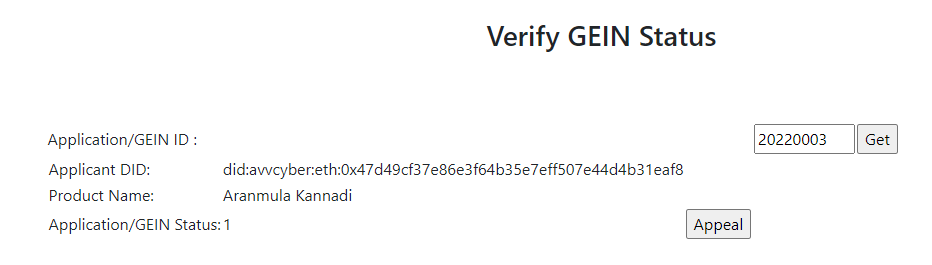 Verify GEIN Status
Application/GEIN ID : 20220003 Get
Applicant DID: did:avvcyber:eth:0x47d49cf37e86e3f64b35e7eff507e44d4b31eaf8
Product Name: Aranmula Kannadi
Application/GEIN Status: 1 Appeal